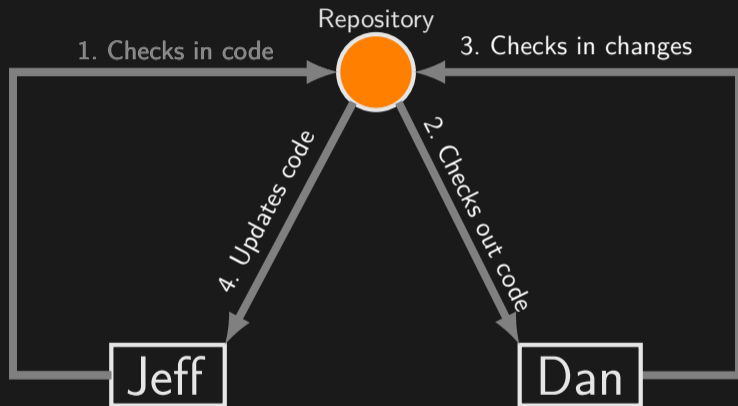 Repository
1. Checks in code
3. Checks in changes
4. Updates code
2. Checks out code
Jeff
Dan